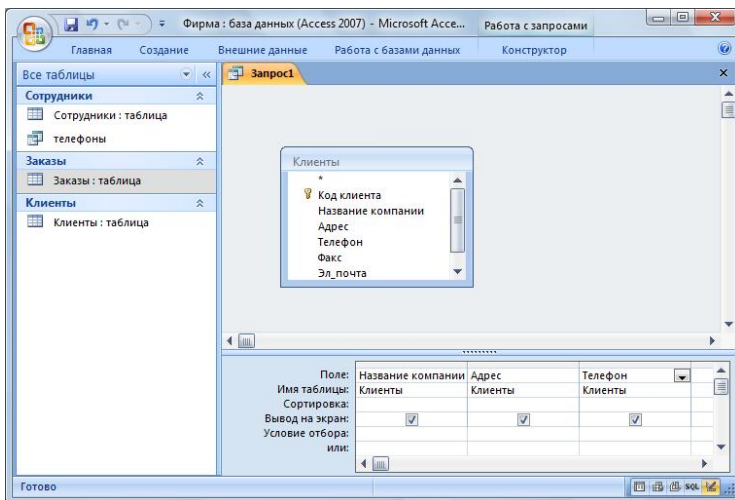 Фирма : база данных (Access 2007) - Microsoft Acce...
Работа с запросами
Главная Создание Внешние данные Работа с базами данных Конструктор
Все таблицы
Запрос1
Сотрудники
Сотрудники : таблица
телефоны
Заказы
Заказы : таблица
Клиенты
Клиенты : таблица
Клиенты
*
Код клиента
Название компании
Адрес
Телефон
Факс
Эл_почта
Поле: Название компании Адрес Телефон
Имя таблицы: Клиенты Клиенты Клиенты
Сортировка:
Вывод на экран:
Условие отбора:
или:
Готово
SQL